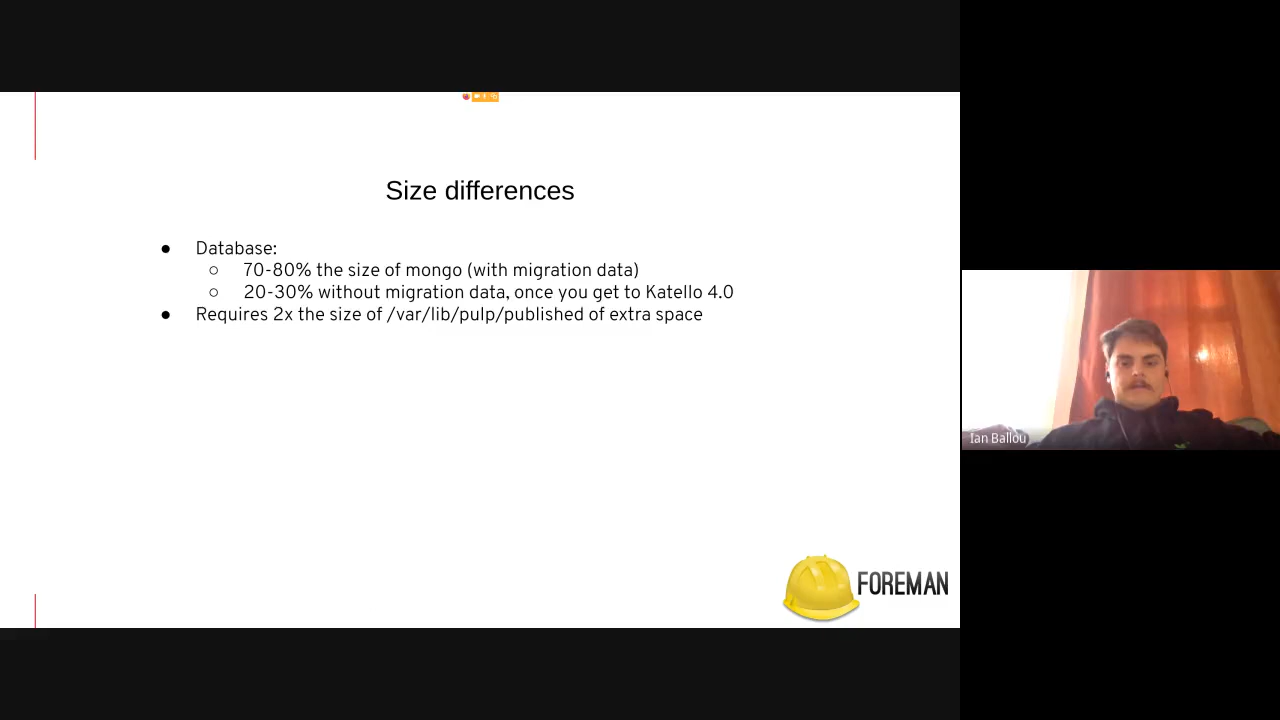 Size differences
● Database:
○ 70-80% the size of mongo (with migration data)
○ 20-30% without migration data, once you get to Katello 4.0
● Requires 2x the size of /var/lib/pulp/published of extra space
Ian Ballou
FOREMAN